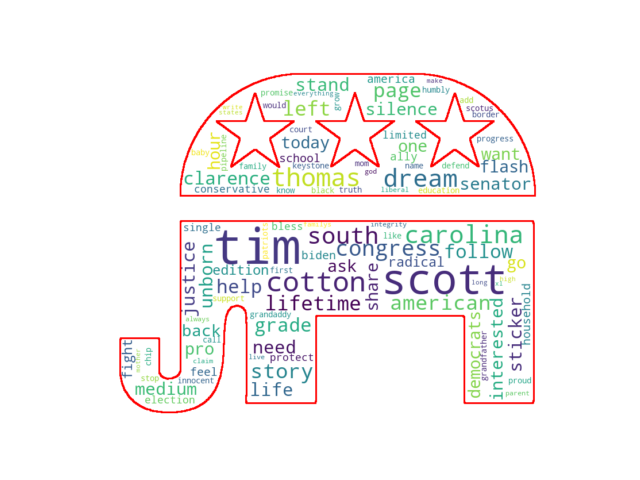 stand
america
make
page
humbly
promise
everything
would
left
grow
silence
add
scotus
border
court
hour
pipeline
today
limited
progress
baby
school
one
ally
want
family
keystone
mom
god
name
defend
flash
clarence
thomas
dream
senator
conservative
know
black
truth
liberal
education
single
bless
integrity
tim
south
like
carolina
justice
unborn
biden
congress
follow
radical
edition
first
ask
go
help
cotton
share
scott
long
high
household
support
lifetime
american
always
grandaddy
back
call
grade
democrats
grandfather
interested
sticker
fight
chip
pro
claim
need
live
protect
stop
feel
innocent
story
proud
medium
life
parent
election